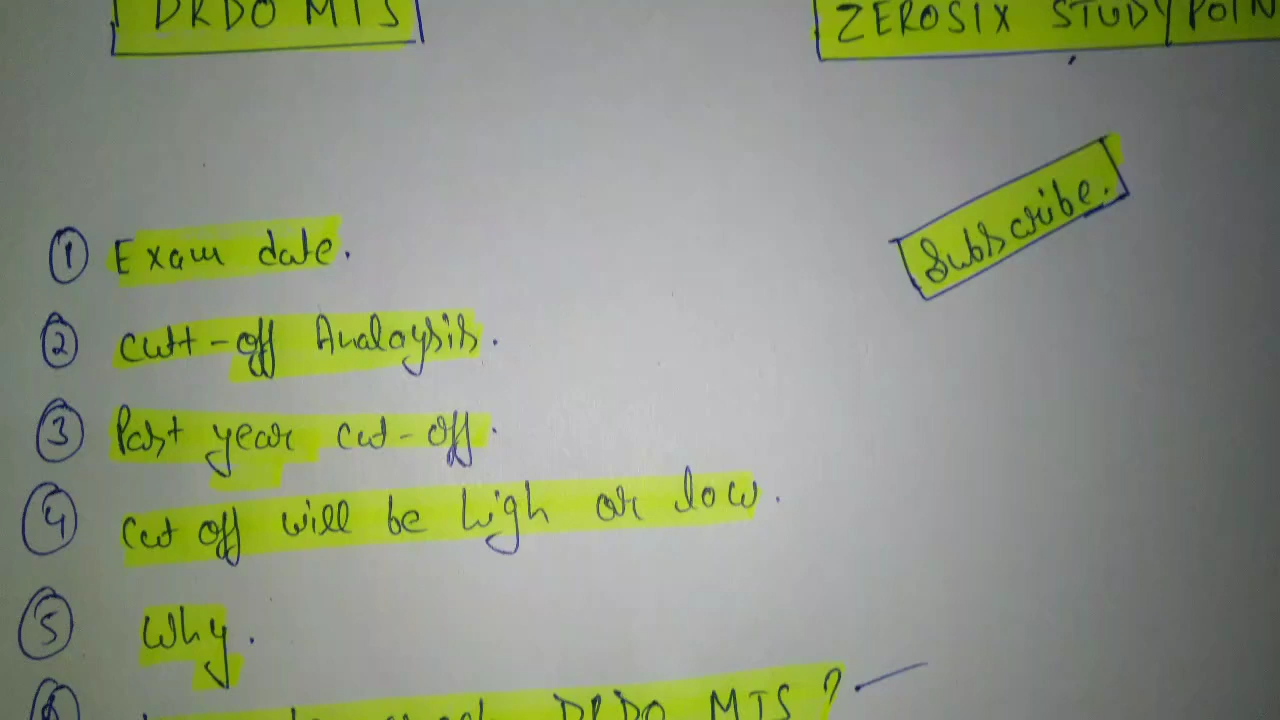 DRDO MTS
ZEROSIX STUDY POIN
Subscribe.
① Exam date.
② Cutt-off Analaysis.
③ Past year cut-off.
④ Cut off will be high or low.
⑤ Why.
DRDO MTS?